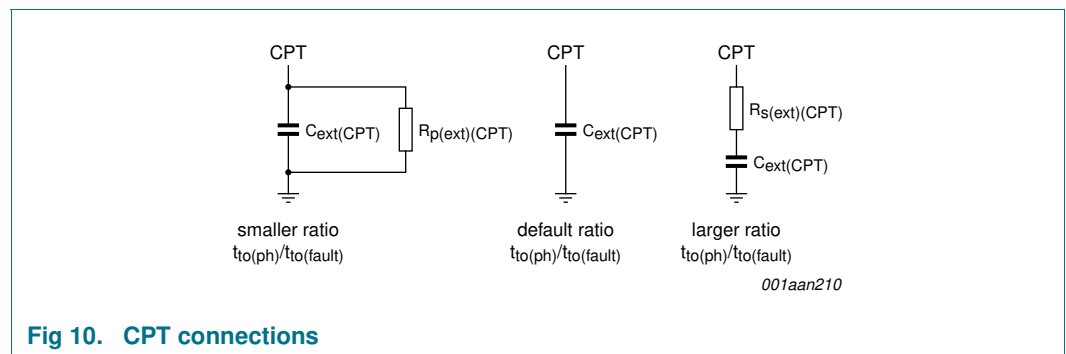 CPT
Cext(CPT)
Rp(ext)(CPT)
smaller ratio
tto(ph)/tto(fault)
CPT
Cext(CPT)
default ratio
tto(ph)/tto(fault)
CPT
Rs(ext)(CPT)
Cext(CPT)
larger ratio
tto(ph)/tto(fault)
001aan210
Fig 10. CPT connections